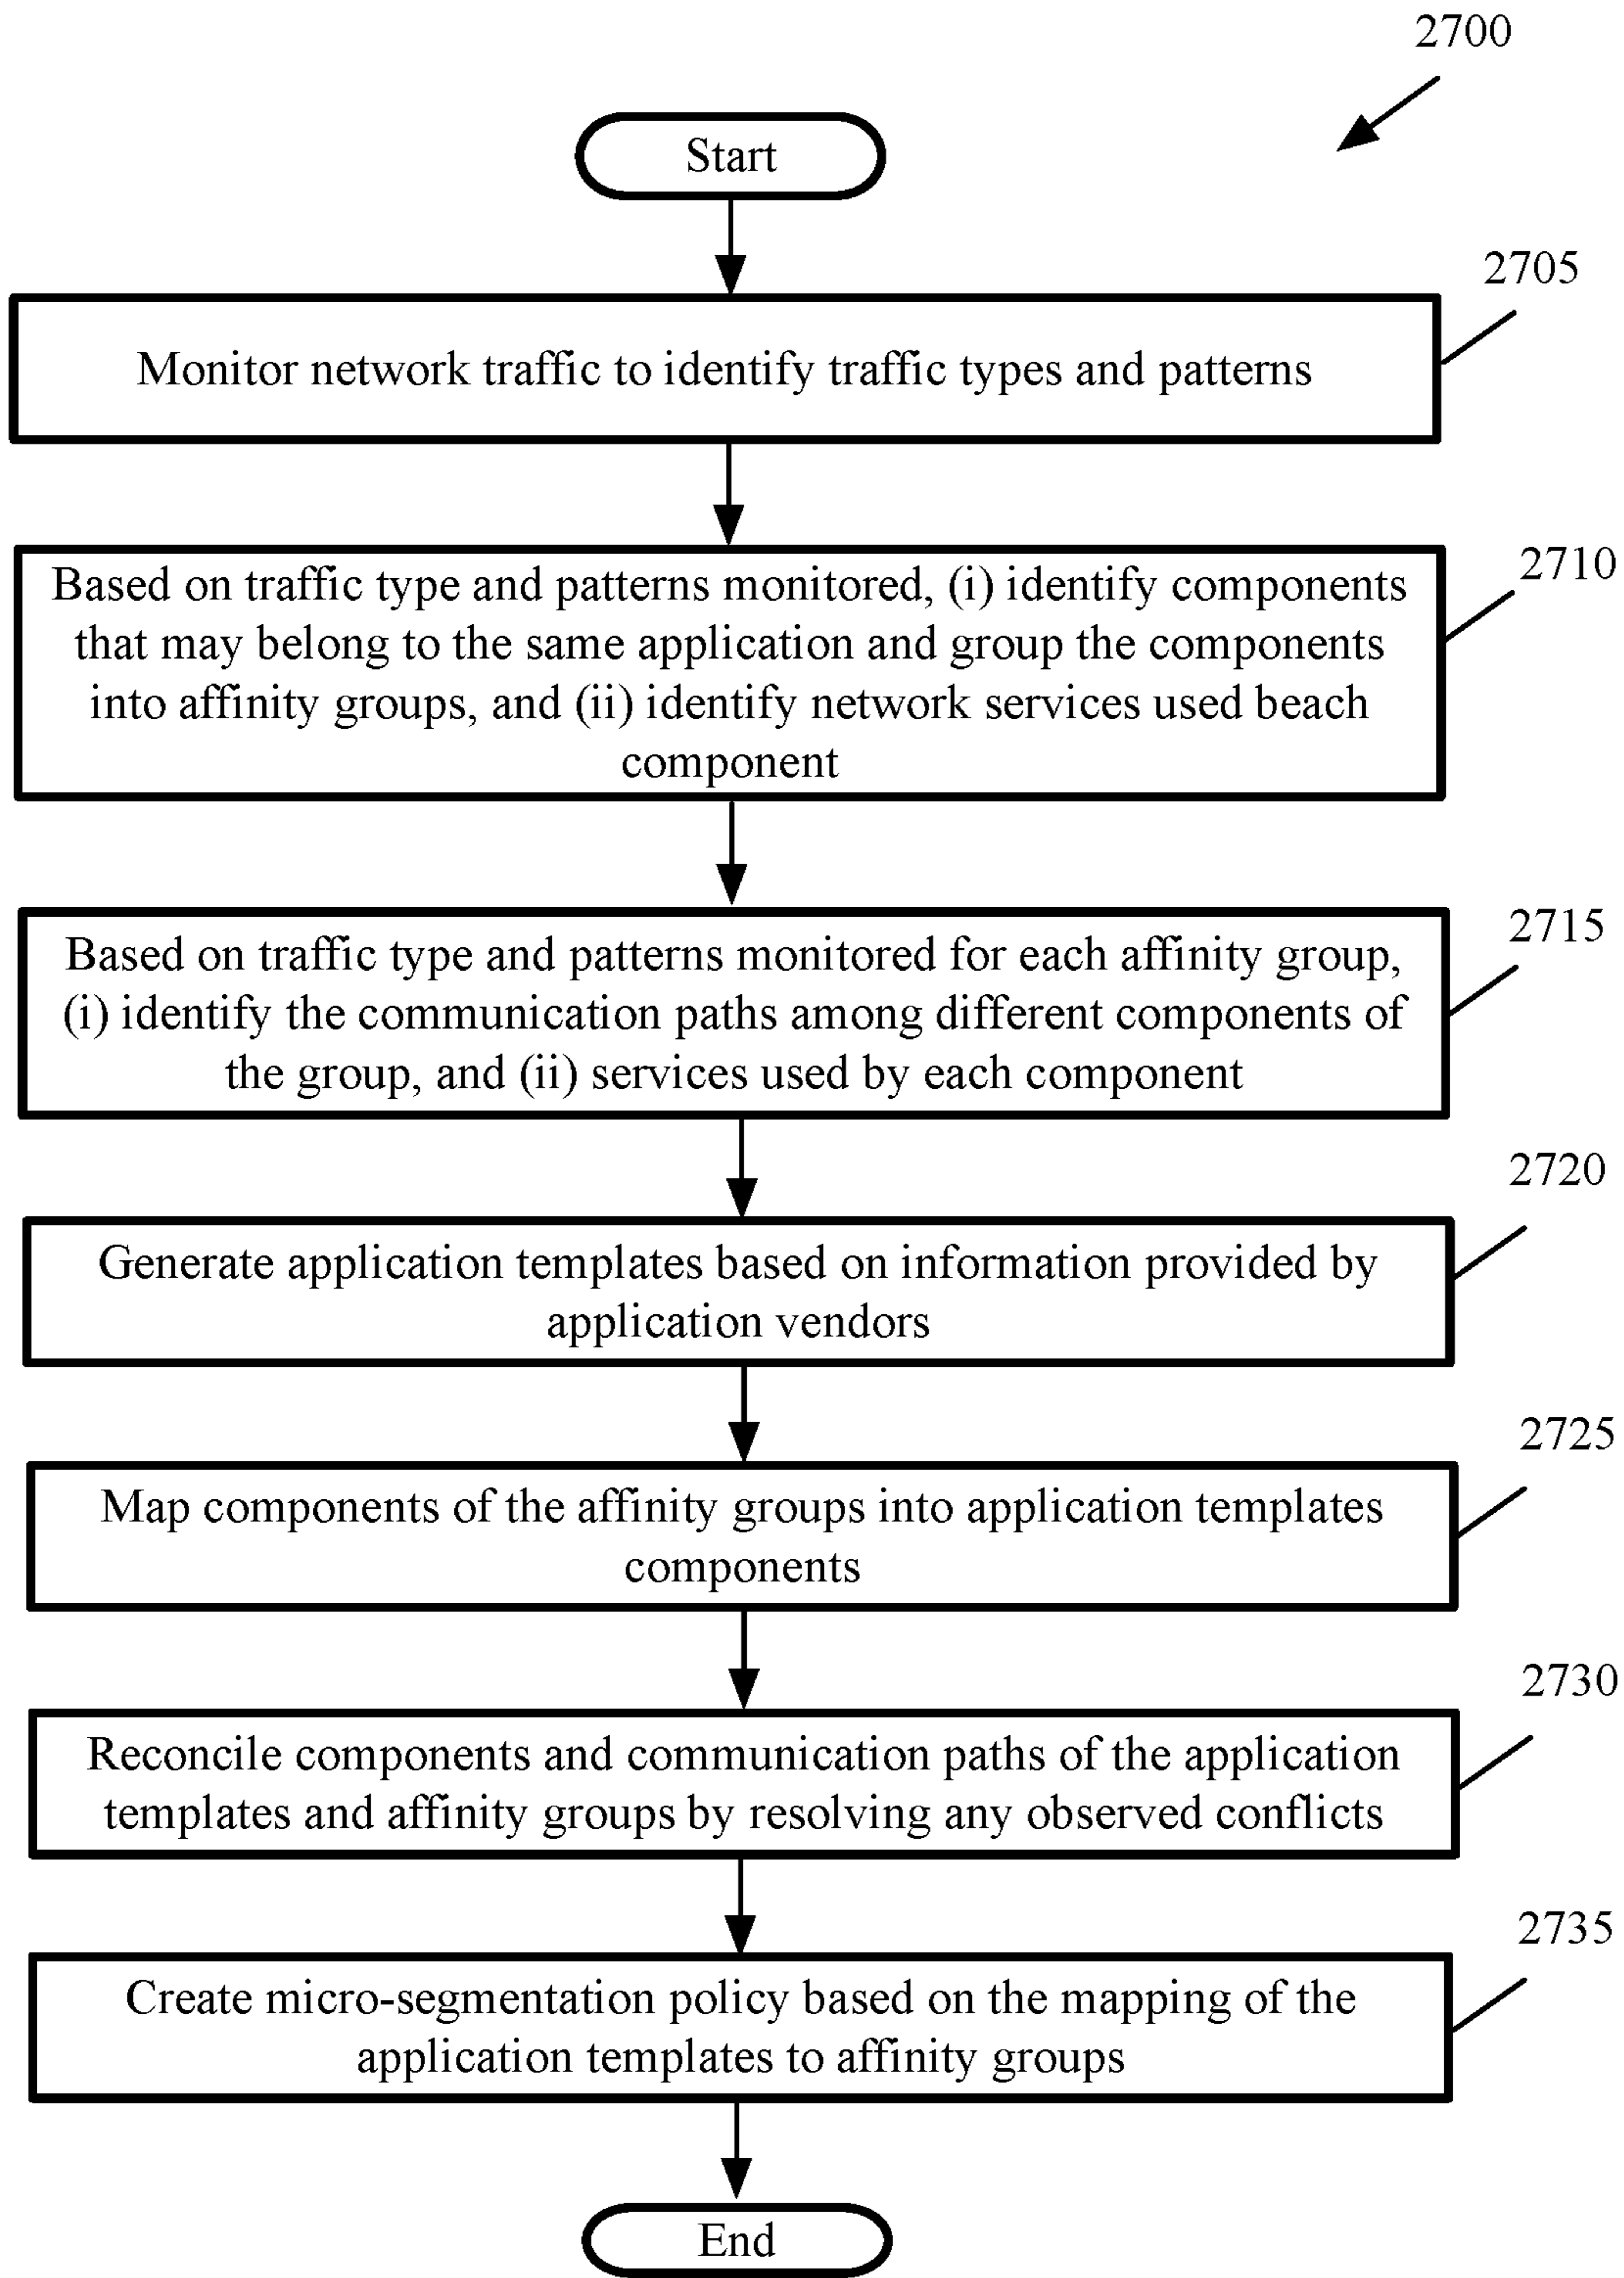 2700
Start
2705
Monitor network traffic to identify traffic types and patterns
2710
Based on traffic type and patterns monitored, (i) identify components
that may belong to the same application and group the components
into affinity groups, and (ii) identify network services used beach
component
2715
Based on traffic type and patterns monitored for each affinity group,
(i) identify the communication paths among different components of
the group, and (ii) services used by each component
2720
Generate application templates based on information provided by
application vendors
2725
Map components of the affinity groups into application templates
components
2730
Reconcile components and communication paths of the application
templates and affinity groups by resolving any observed conflicts
2735
Create micro-segmentation policy based on the mapping of the
application templates to affinity groups
End